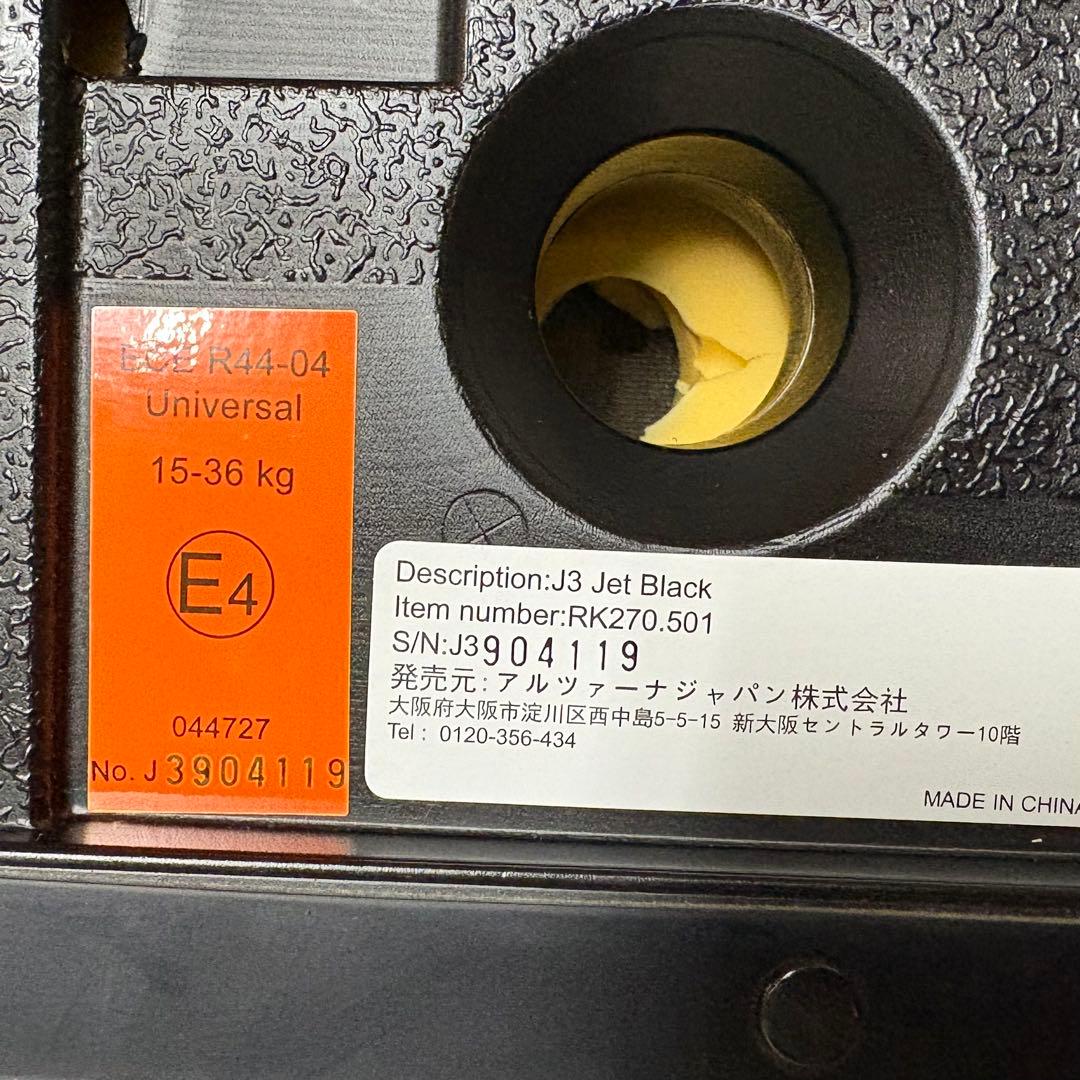 ECE R44-04
Universal
15-36 kg
E4
044727
No. J 3904119
Description:J3 Jet Black
Item number:RK270.501
S/N:J3904119
発売元:アルツァーナジャパン株式会社
大阪府大阪市淀川区西中島5-5-15 新大阪セントラルタワー10階
Tel : 0120-356-434
MADE IN CHINA